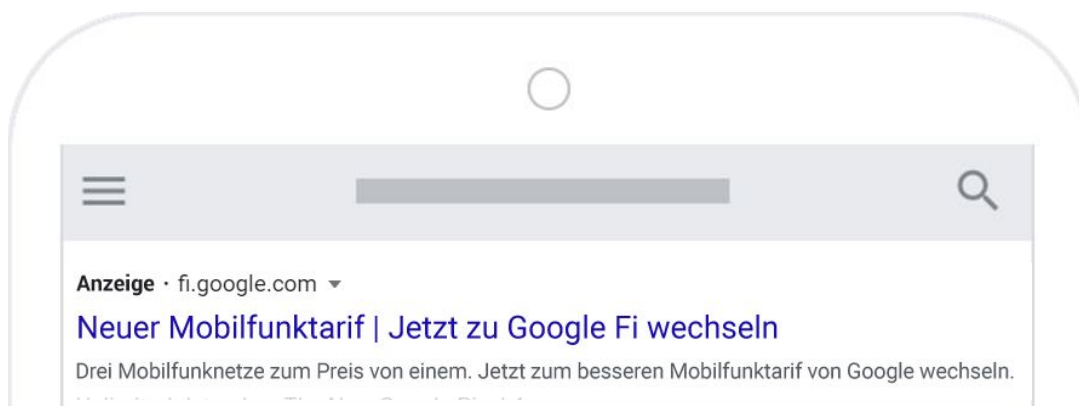 Anzeige · fi.google.com
Neuer Mobilfunktarif | Jetzt zu Google Fi wechseln
Drei Mobilfunknetze zum Preis von einem. Jetzt zum besseren Mobilfunktarif von Google wechseln.